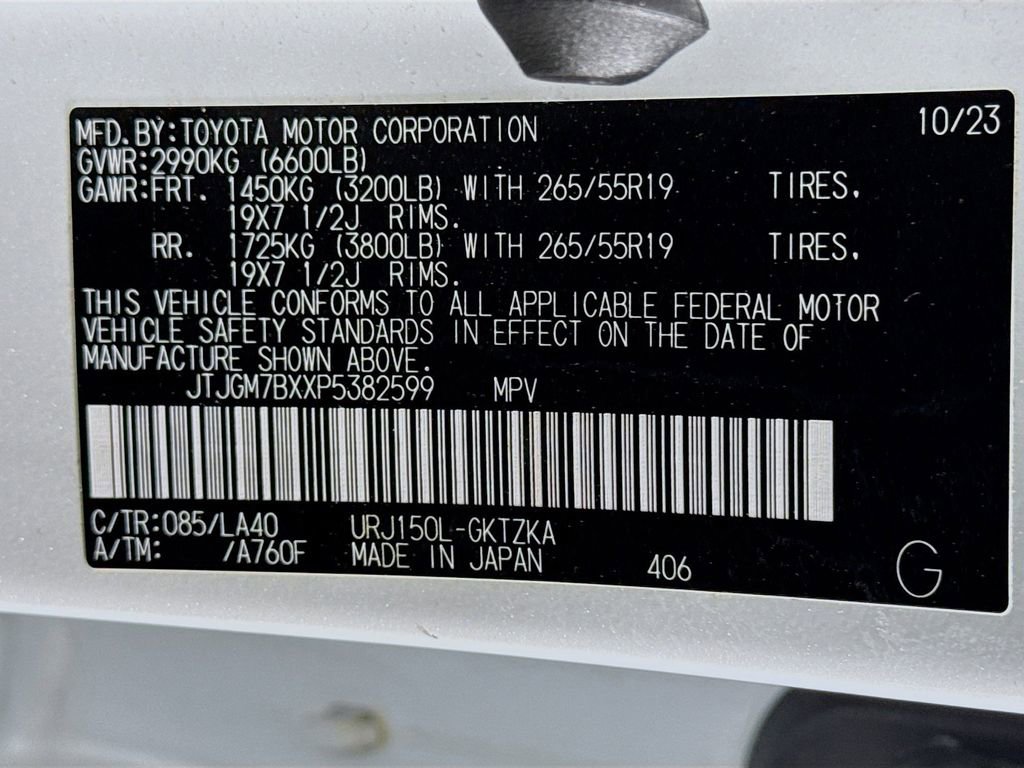 MFD.BY:TOYOTA MOTOR CORPORATION 10/23
GVWR:2990KG (6600LB)
GAWR:FRT. 1450KG (3200LB) WITH 265/55R19 TIRES.
19X7 1/2J RIMS.
RR. 1725KG (3800LB) WITH 265/55R19 TIRES.
19X7 1/2J RIMS.
THIS VEHICLE CONFORMS TO ALL APPLICABLE FEDERAL MOTOR
VEHICLE SAFETY STANDARDS IN EFFECT ON THE DATE OF
MANUFACTURE SHOWN ABOVE.
JTJGM7BXXP5382599 MPV
C/TR:085/LA40 URJ150L-GKTZKA
A/TM: /A760F MADE IN JAPAN 406 G